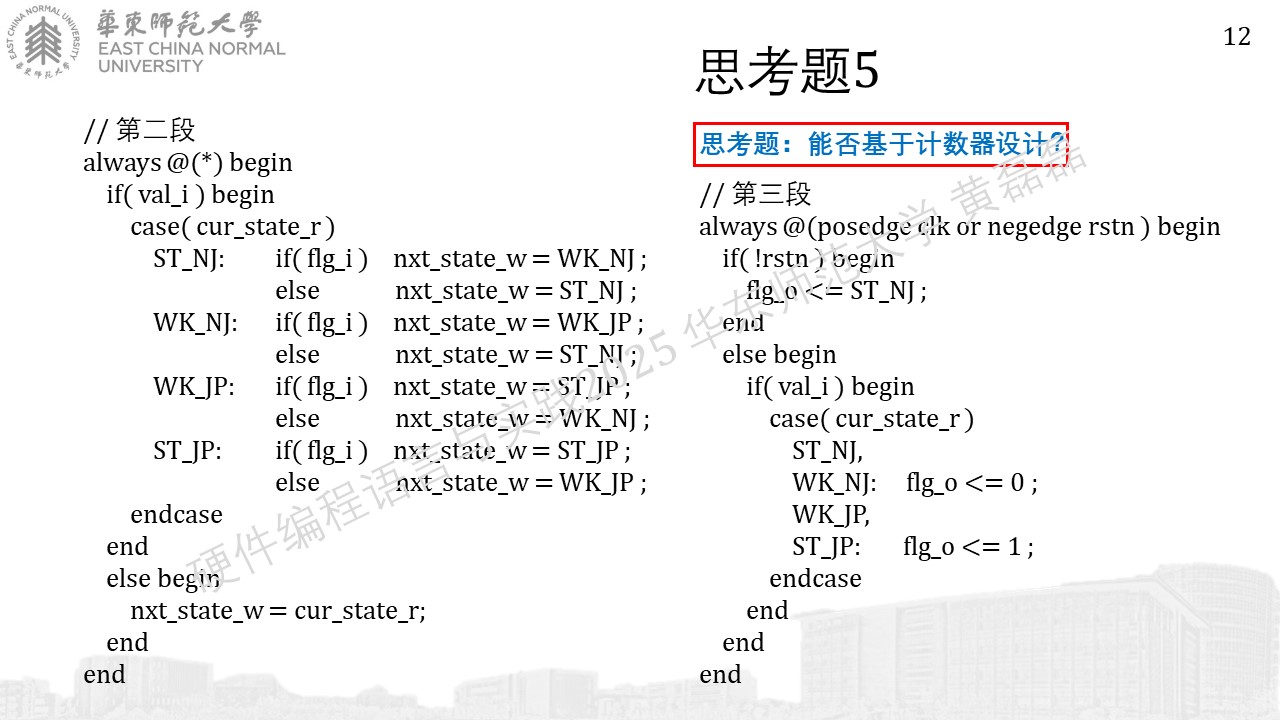 EAST CHINA NORMAL UNIVERSITY
華東師範大學
華東師範大學
EAST CHINA NORMAL
UNIVERSITY
12
思考题5
// 第二段
always @(*) begin
if( val_i ) begin
case( cur_state_r )
ST_NJ: if( flg_i ) nxt_state_w = WK_NJ ;
else nxt_state_w = ST_NJ ;
WK_NJ: if( flg_i ) nxt_state_w = WK_JP ;
else nxt_state_w = ST_NJ ;
WK_JP: if( flg_i ) nxt_state_w = ST_JP ;
else nxt_state_w = WK_NJ ;
ST_JP: if( flg_i ) nxt_state_w = ST_JP ;
else nxt_state_w = WK_JP ;
endcase
end
else begin
nxt_state_w = cur_state_r;
end
end
思考题：能否基于计数器设计?
// 第三段
always @(posedge clk or negedge rstn ) begin
if( !rstn ) begin
flg_o <= ST_NJ ;
end
else begin
if( val_i ) begin
case( cur_state_r )
ST_NJ,
WK_NJ: flg_o <= 0 ;
WK_JP,
ST_JP: flg_o <= 1 ;
endcase
end
end
end
硬件编程语言与实践2025 华东师范大学 黄磊磊